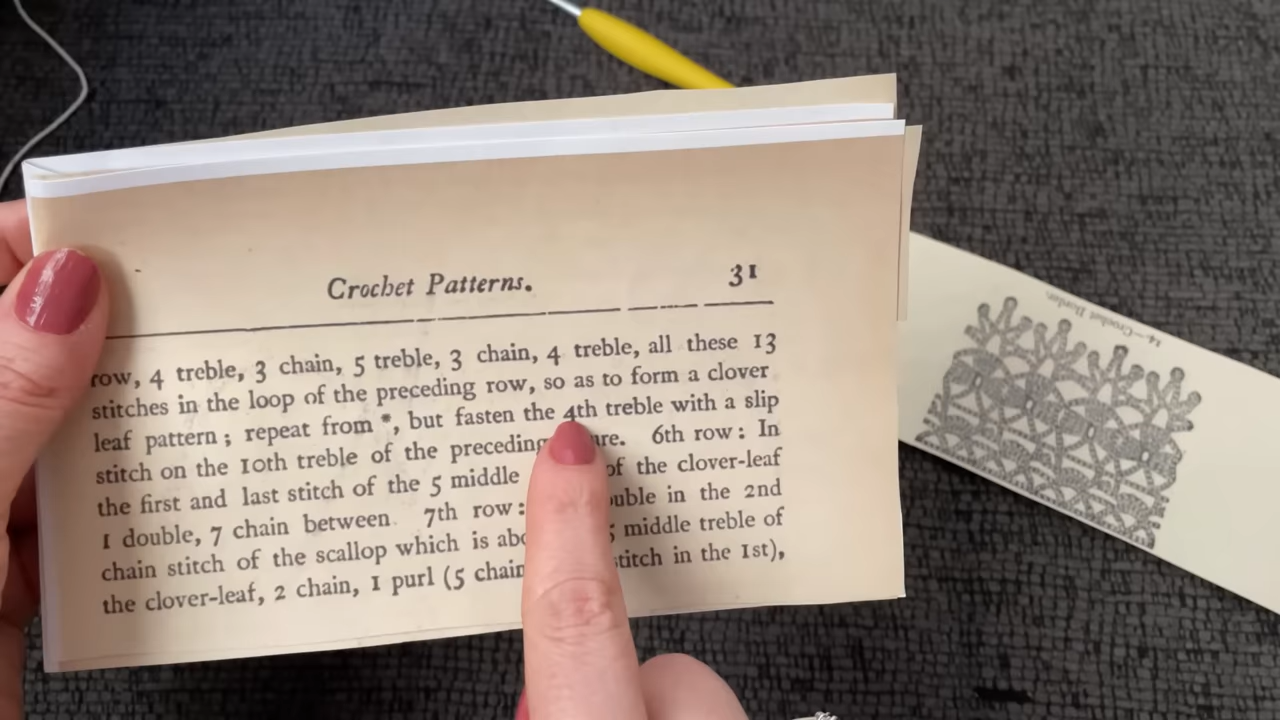 Crochet Patterns. 31
row, 4 treble, 3 chain, 5 treble, 3 chain, 4 treble, all these 13
stitches in the loop of the preceding row, so as to form a clover
leaf pattern ; repeat from *, but fasten the 4th treble with a slip
stitch on the 10th treble of the preceding 6th row : In
the first and last stitch of the 5 middle of the clover-leaf
1 double, 7 chain between. 7th row : in the 2nd
chain stitch of the scallop which is 5 middle treble of
the clover-leaf, 2 chain, 1 purl (5 chain in the 1st),
14.—Crochet Border.